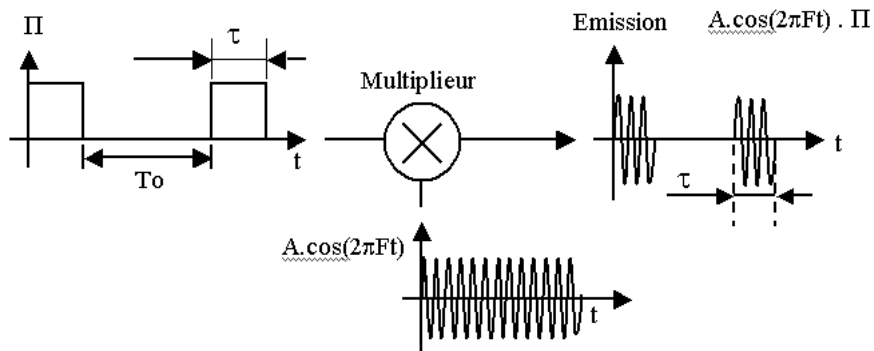 Π
τ
t
To
Multiplieur
A.cos(2πFt)
t
Emission
A.cos(2πFt) . Π
t
τ